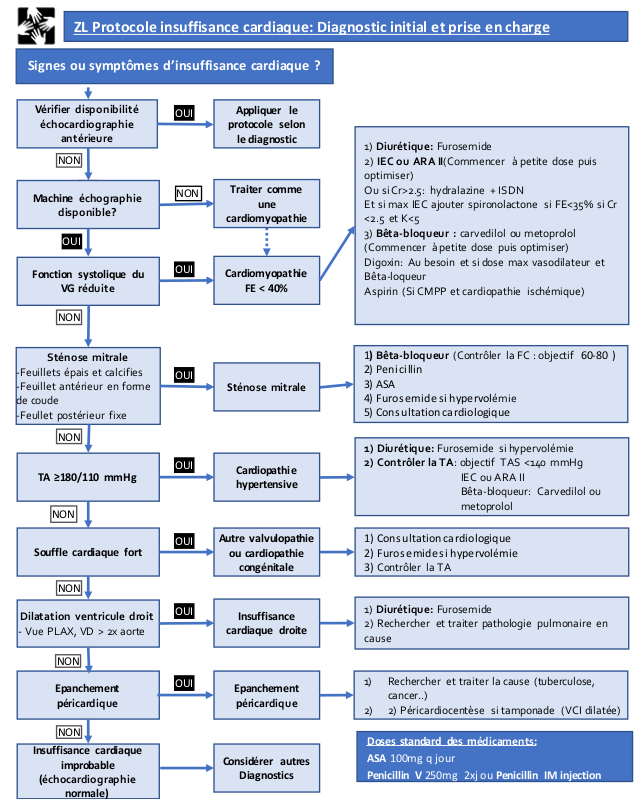 ZL Protocole insuffisance cardiaque: Diagnostic initial et prise en charge
Signes ou symptômes d'insuffisance cardiaque ?
Vérifier disponibilité
échocardiographie
antérieure
OUI
Appliquer le
protocole selon
le diagnostic
NON
Machine échographie
disponible?
NON
Traiter comme
une
cardiomyopathie
OUI
Fonction systolique du
VG réduite
OUI
Cardiomyopathie
FE < 40%
1) Diurétique: Furosemide
2) IEC ou ARA II(Commencer à petite dose puis
optimiser)
Ou si Cr>2.5: hydralazine + ISDN
Et si max IEC ajouter spironolactone si FE<35% si Cr
<2.5 et K<5
3) Bêta-bloqueur : carvedilol ou metoprolol
(Commencer à petite dose puis optimiser)
Digoxin: Au besoin et si dose max vasodilateur et
Bêta-loqueur
Aspirin (Si CMPP et cardiopathie ischémique)
NON
Sténose mitrale
-Feuillets épais et calcifies
-Feuillet antérieur en forme
de coude
-Feullet postérieur fixe
OUI
Sténose mitrale
1) Bêta-bloqueur (Contrôler la FC : objectif 60-80 )
2) Penicillin
3) ASA
4) Furosemide si hypervolémie
5) Consultation cardiologique
NON
TA ≥180/110 mmHg
OUI
Cardiopathie
hypertensive
1) Diurétique: Furosemide si hypervolémie
2) Contrôler la TA: objectif TAS <140 mmHg
IEC ou ARA II
Bêta-bloqueur: Carvedilol ou
metoprolol
NON
Souffle cardiaque fort
OUI
Autre valvulopathie
ou cardiopathie
congénitale
1) Consultation cardiologique
2) Furosemide si hypervolémie
3) Contrôler la TA
NON
Dilatation ventricule droit
- Vue PLAX, VD > 2x aorte
OUI
Insuffisance
cardiaque droite
1) Diurétique: Furosemide
2) Rechercher et traiter pathologie pulmonaire en
cause
NON
Epanchement
péricardique
OUI
Epanchement
péricardique
1) Rechercher et traiter la cause (tuberculose,
cancer..)
2) 2) Péricardiocentèse si tamponade (VCI dilatée)
NON
Insuffisance cardiaque
improbable
(échocardiographie
normale)
Considérer autres
Diagnostics
Doses standard des médicaments:
ASA 100mg q jour
Penicillin V 250mg 2xj ou Penicillin IM injection